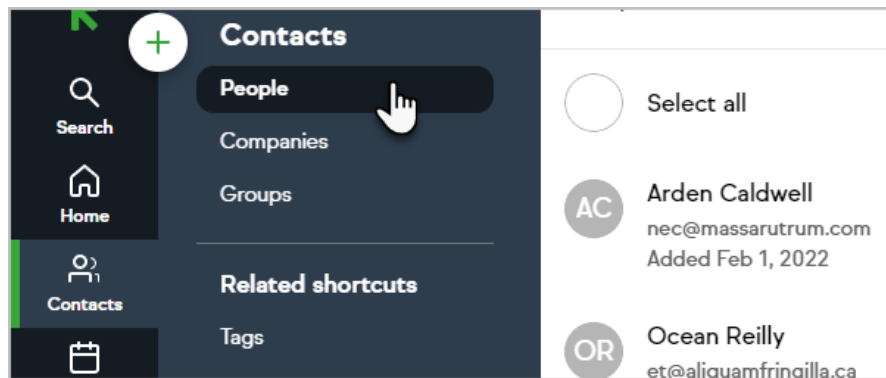 Search
Home
Contacts
Contacts
People
Companies
Groups
Related shortcuts
Tags
Select all
AC
Arden Caldwell
nec@massarutrum.com
Added Feb 1, 2022
OR
Ocean Reilly
et@aliquamfringilla.ca